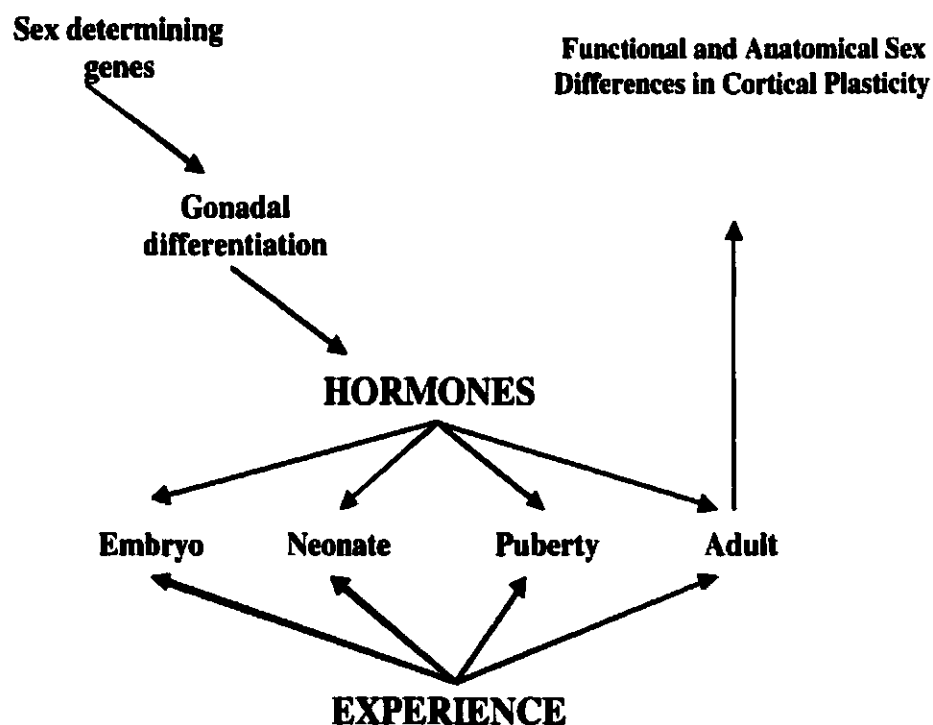 Sex determining
genes
Functional and Anatomical Sex
Differences in Cortical Plasticity
Gonadal
differentiation
HORMONES
Embryo
Neonate
Puberty
Adult
EXPERIENCE